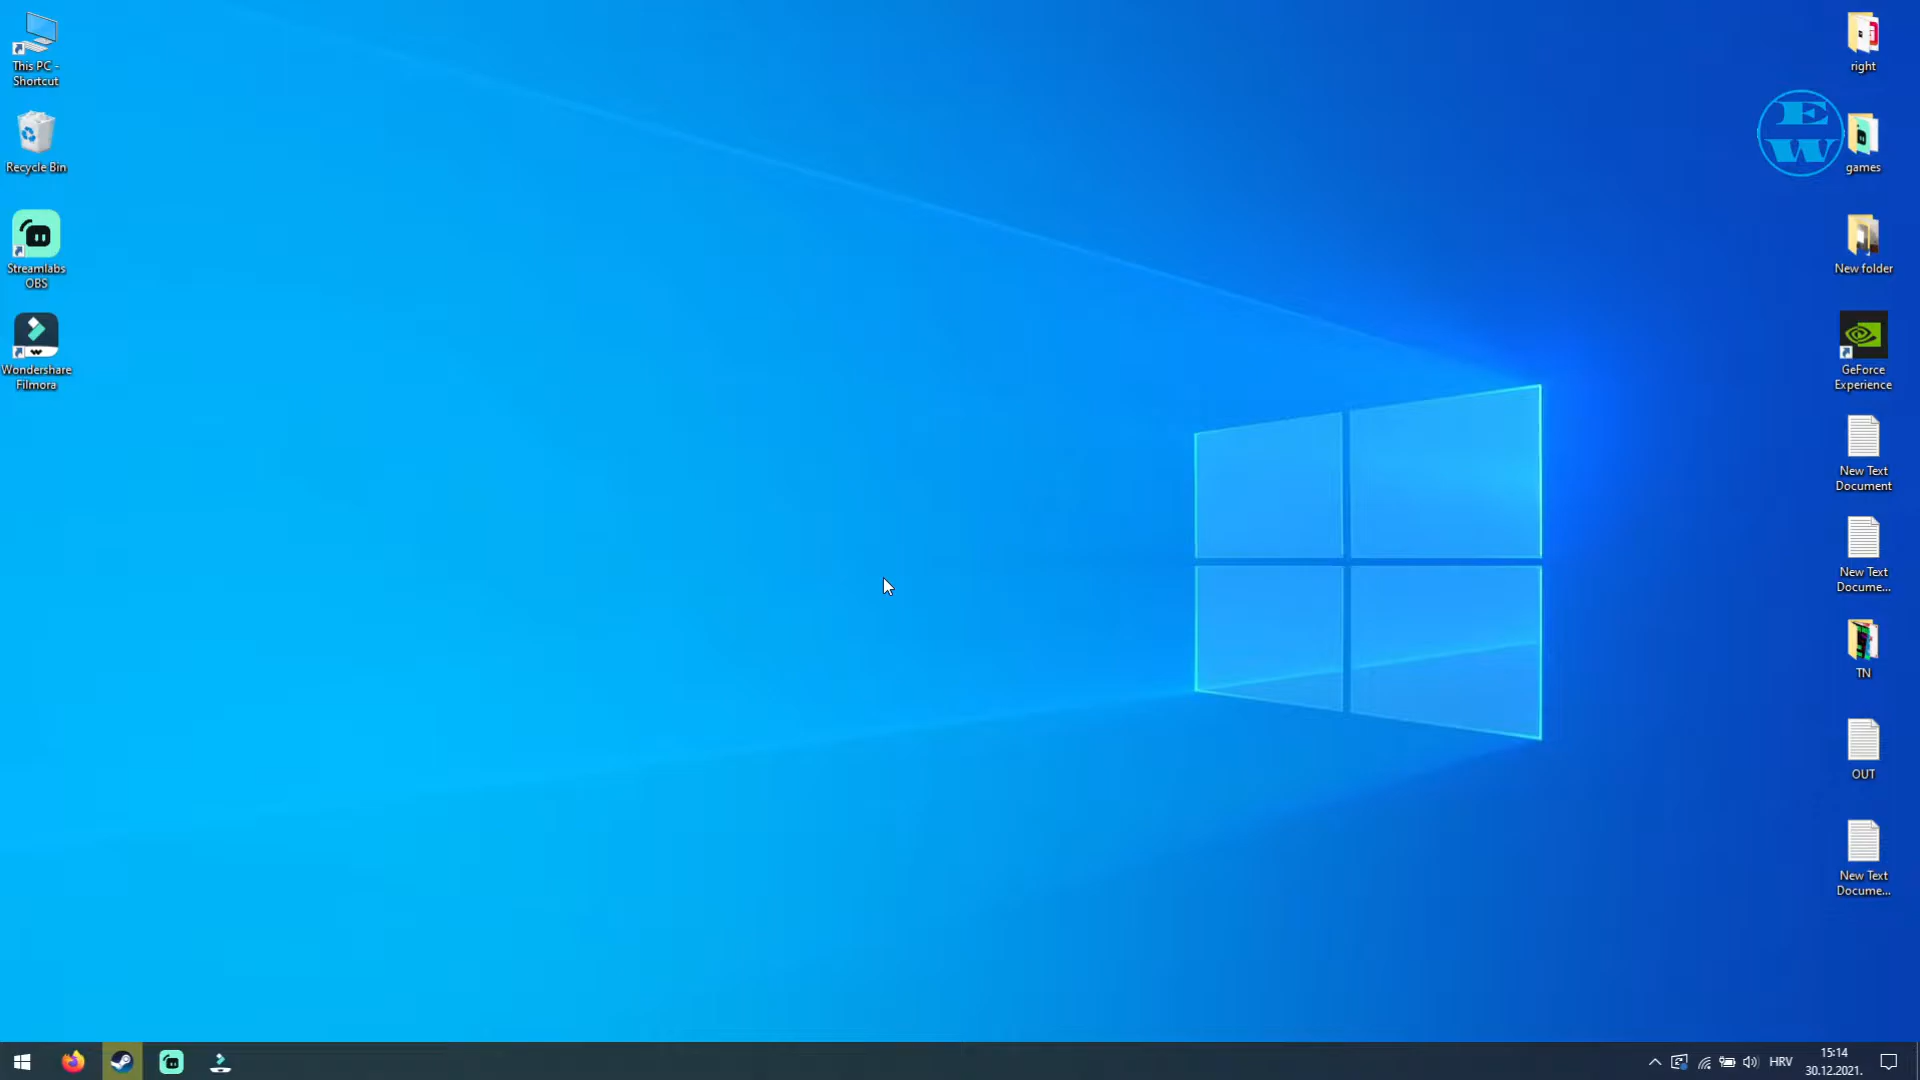 This PC -
Shortcut
Recycle Bin
Streamlabs
OBS
Wondershare
Filmora
right
E
W
games
New folder
GeForce
Experience
New Text
Document
New Text
Docume...
TN
OUT
New Text
Docume...
HRV
15:14
30.12.2021.